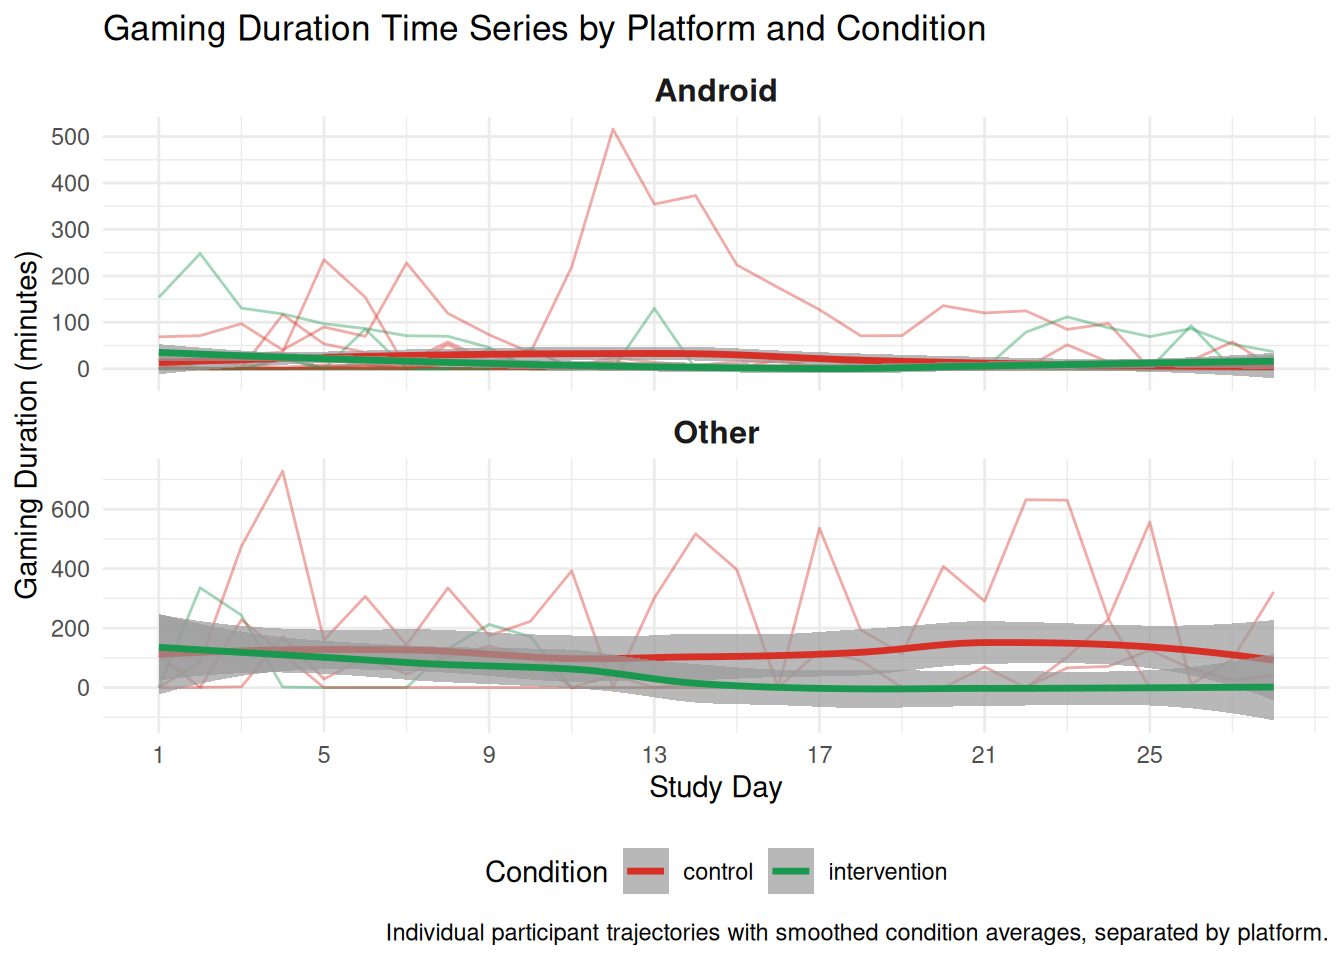 Gaming Duration Time Series by Platform and Condition
Android
500
400
300
200
100
0
Other
600
400
200
0
Gaming Duration (minutes)
1 5 9 13 17 21 25
Study Day
Condition control intervention
Individual participant trajectories with smoothed condition averages, separated by platform.